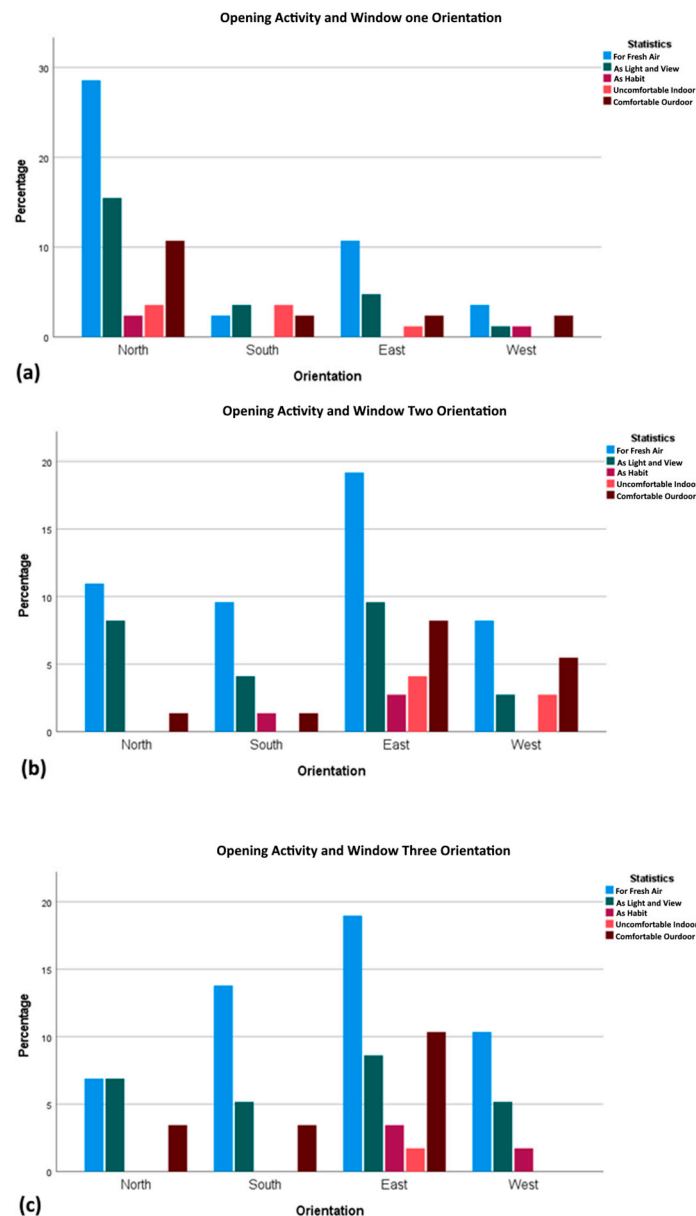 Opening Activity and Window one Orientation
Statistics
For Fresh Air
As Light and View
As Habit
Uncomfortable Indoor
Comfortable Ourdoor
Percentage
30
20
10
0
North South East West
Orientation
(a)
Opening Activity and Window Two Orientation
Statistics
For Fresh Air
As Light and View
As Habit
Uncomfortable Indoor
Comfortable Ourdoor
Percentage
20
15
10
5
0
North South East West
Orientation
(b)
Opening Activity and Window Three Orientation
Statistics
For Fresh Air
As Light and View
As Habit
Uncomfortable Indoor
Comfortable Ourdoor
Percentage
20
15
10
5
0
North South East West
Orientation
(c)